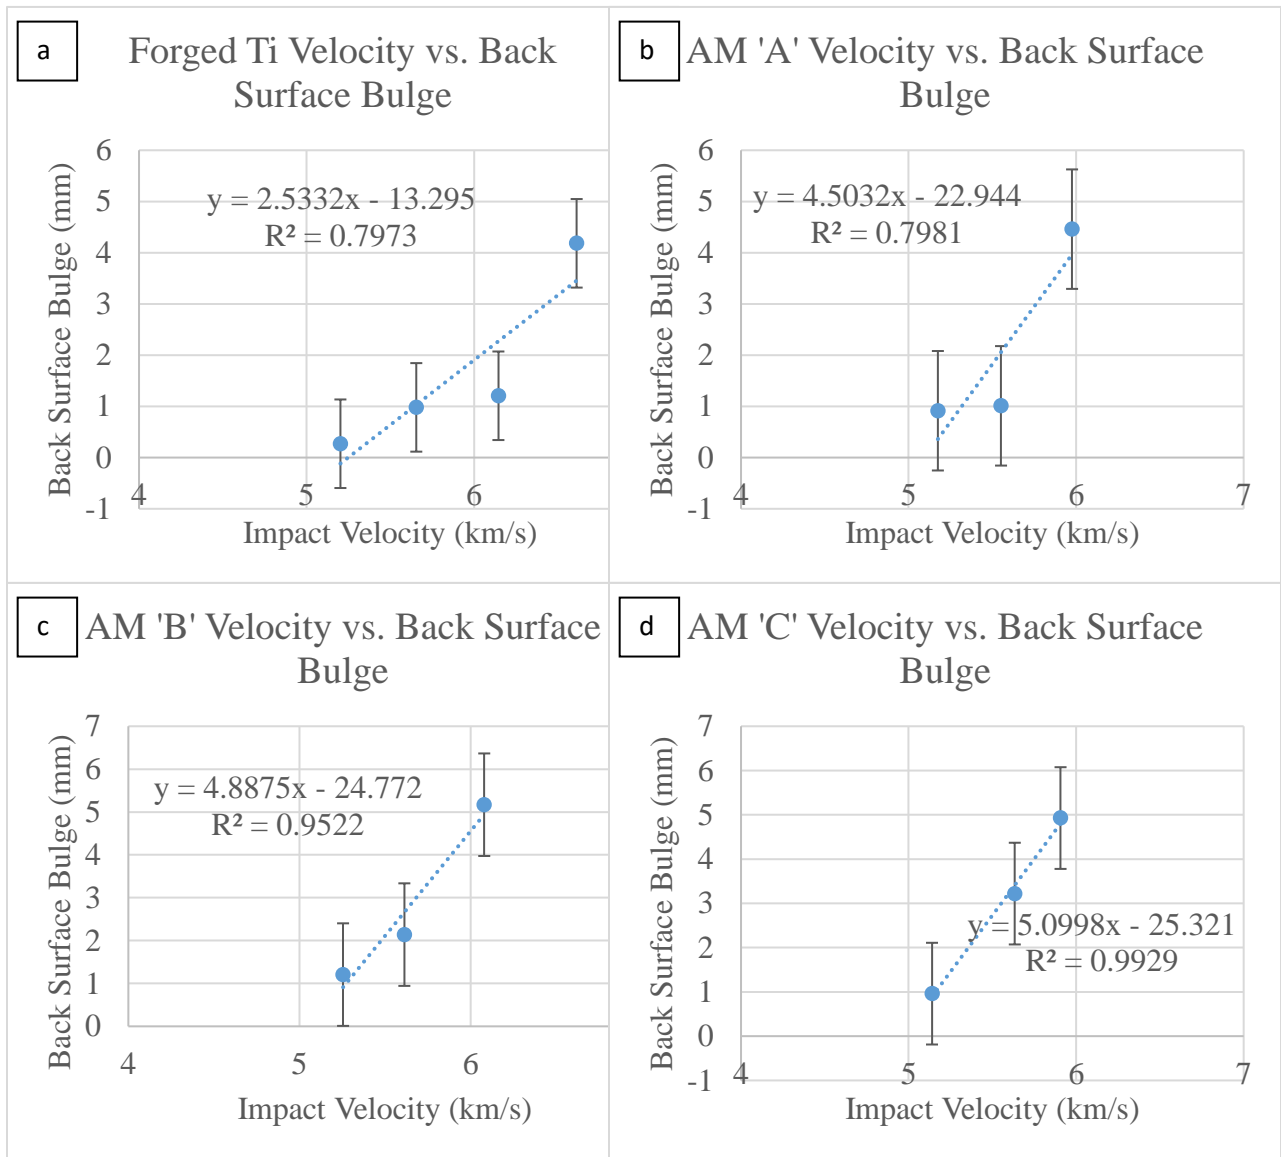 a
Forged Ti Velocity vs. Back
Surface Bulge
6
5
4
3
2
1
0
-1
4
5
6
y = 2.5332x - 13.295
R² = 0.7973
Back Surface Bulge (mm)
Impact Velocity (km/s)
b
AM 'A' Velocity vs. Back Surface
Bulge
6
5
4
3
2
1
0
-1
4
5
6
7
y = 4.5032x - 22.944
R² = 0.7981
Back Surface Bulge (mm)
Impact Velocity (km/s)
c
AM 'B' Velocity vs. Back Surface
Bulge
7
6
5
4
3
2
1
0
4
5
6
y = 4.8875x - 24.772
R² = 0.9522
Back Surface Bulge (mm)
Impact Velocity (km/s)
d
AM 'C' Velocity vs. Back Surface
Bulge
7
6
5
4
3
2
1
0
-1
4
5
6
7
y = 5.0998x - 25.321
R² = 0.9929
Back Surface Bulge (mm)
Impact Velocity (km/s)